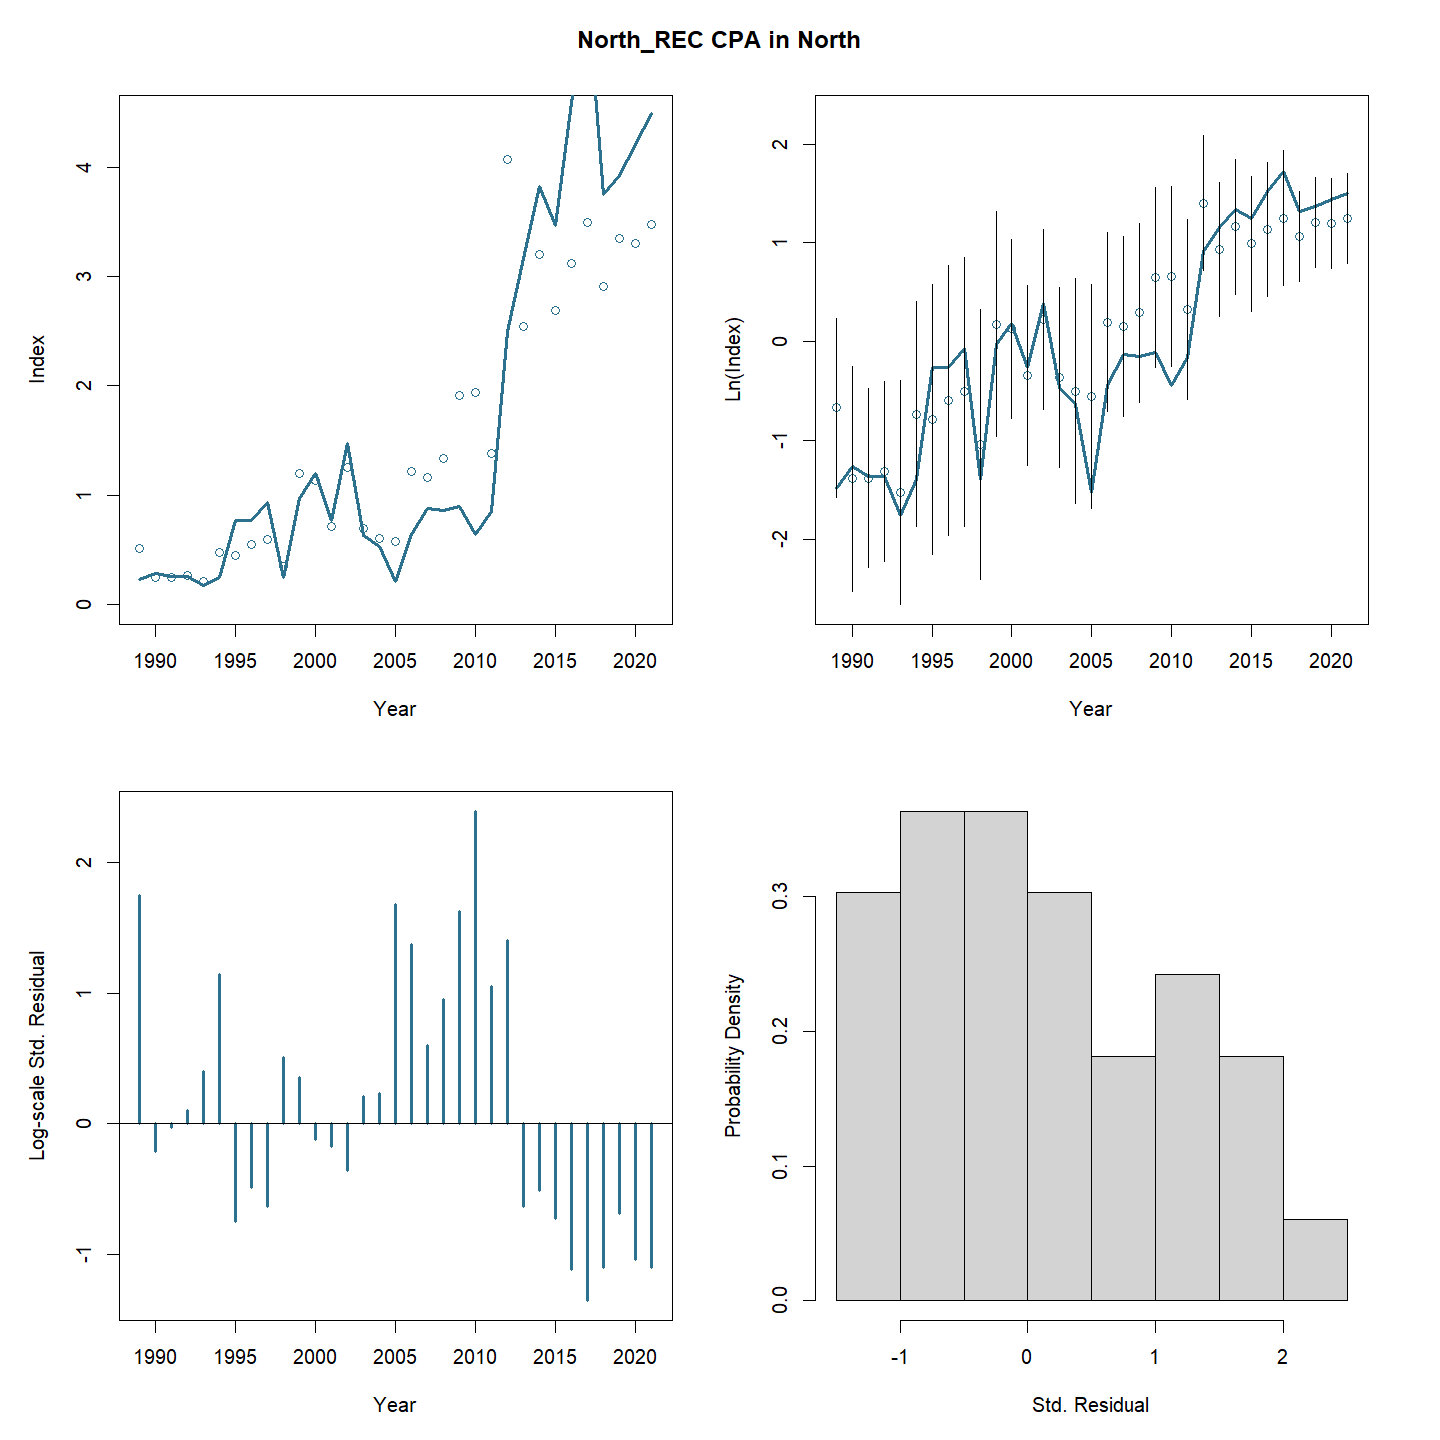 North_REC CPA in North
Index
4
3
2
1
0
1990 1995 2000 2005 2010 2015 2020
Year
Ln(Index)
2
1
0
-1
-2
1990 1995 2000 2005 2010 2015 2020
Year
Log-scale Std. Residual
2
1
0
-1
1990 1995 2000 2005 2010 2015 2020
Year
Probability Density
0.3
0.2
0.1
0.0
-1 0 1 2
Std. Residual